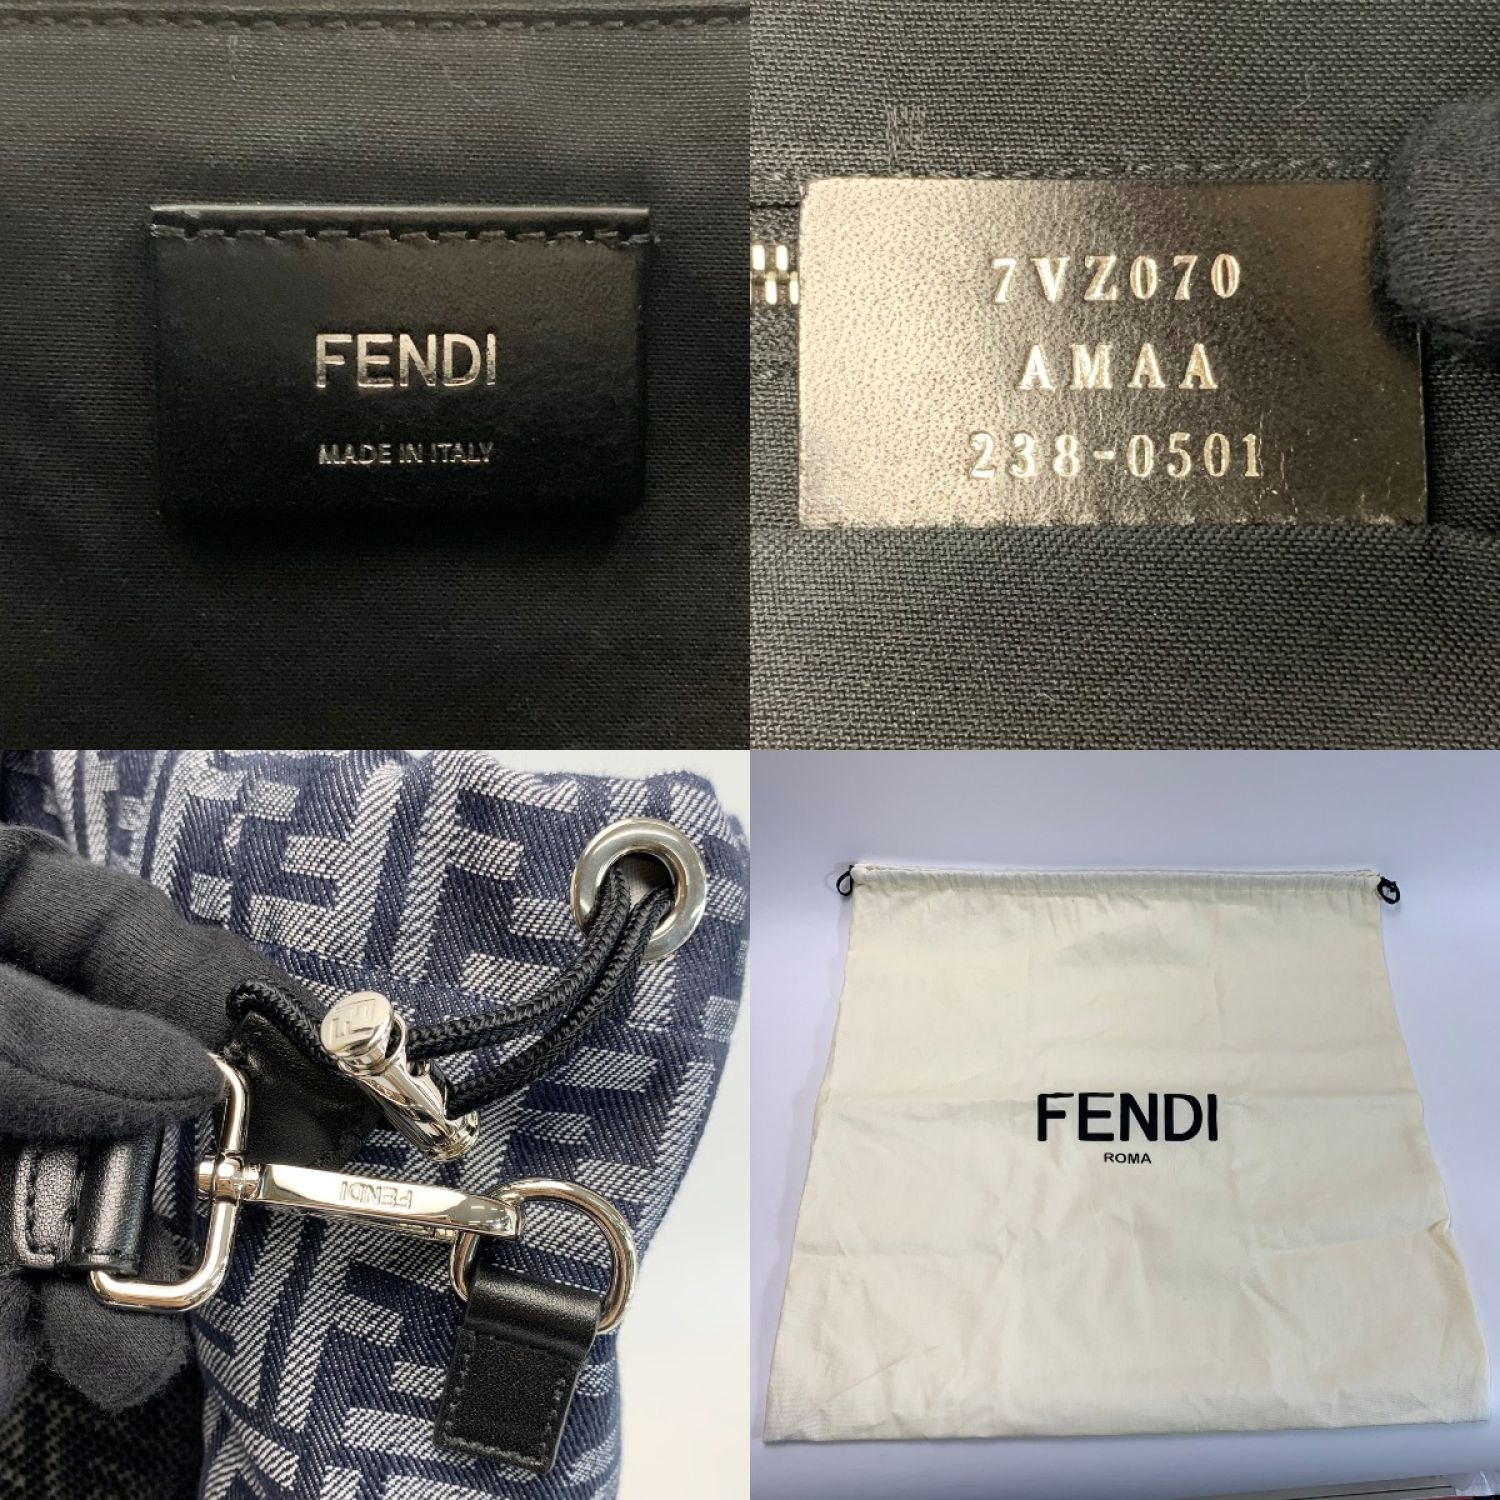 FENDI
MADE IN ITALY
7VZ070
AMAA
238-0501
FENDI
FENDI
ROMA